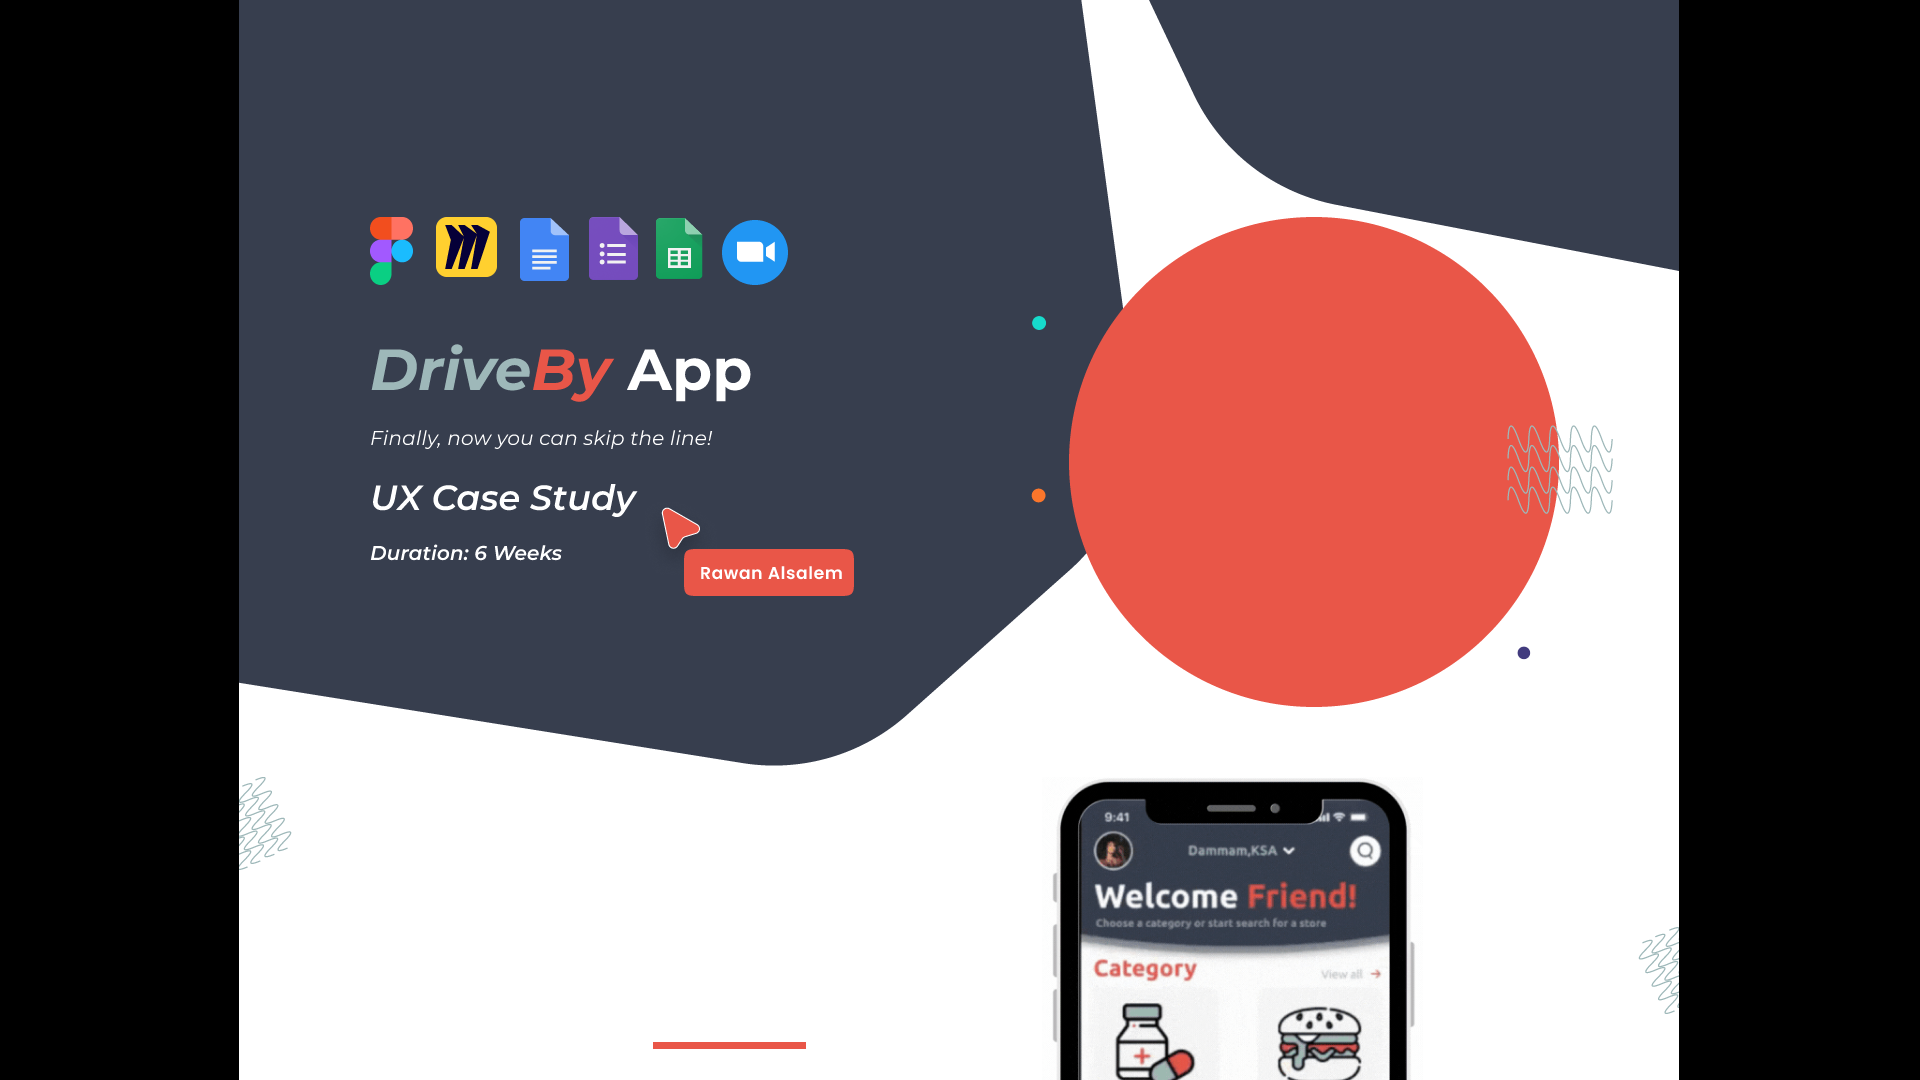 DriveBy App
Finally, now you can skip the line!
UX Case Study
Duration: 6 Weeks
Rawan Alsalem
9:41
Dammam,KSA
Welcome Friend!
Choose a category or start search for a store
Category
View all